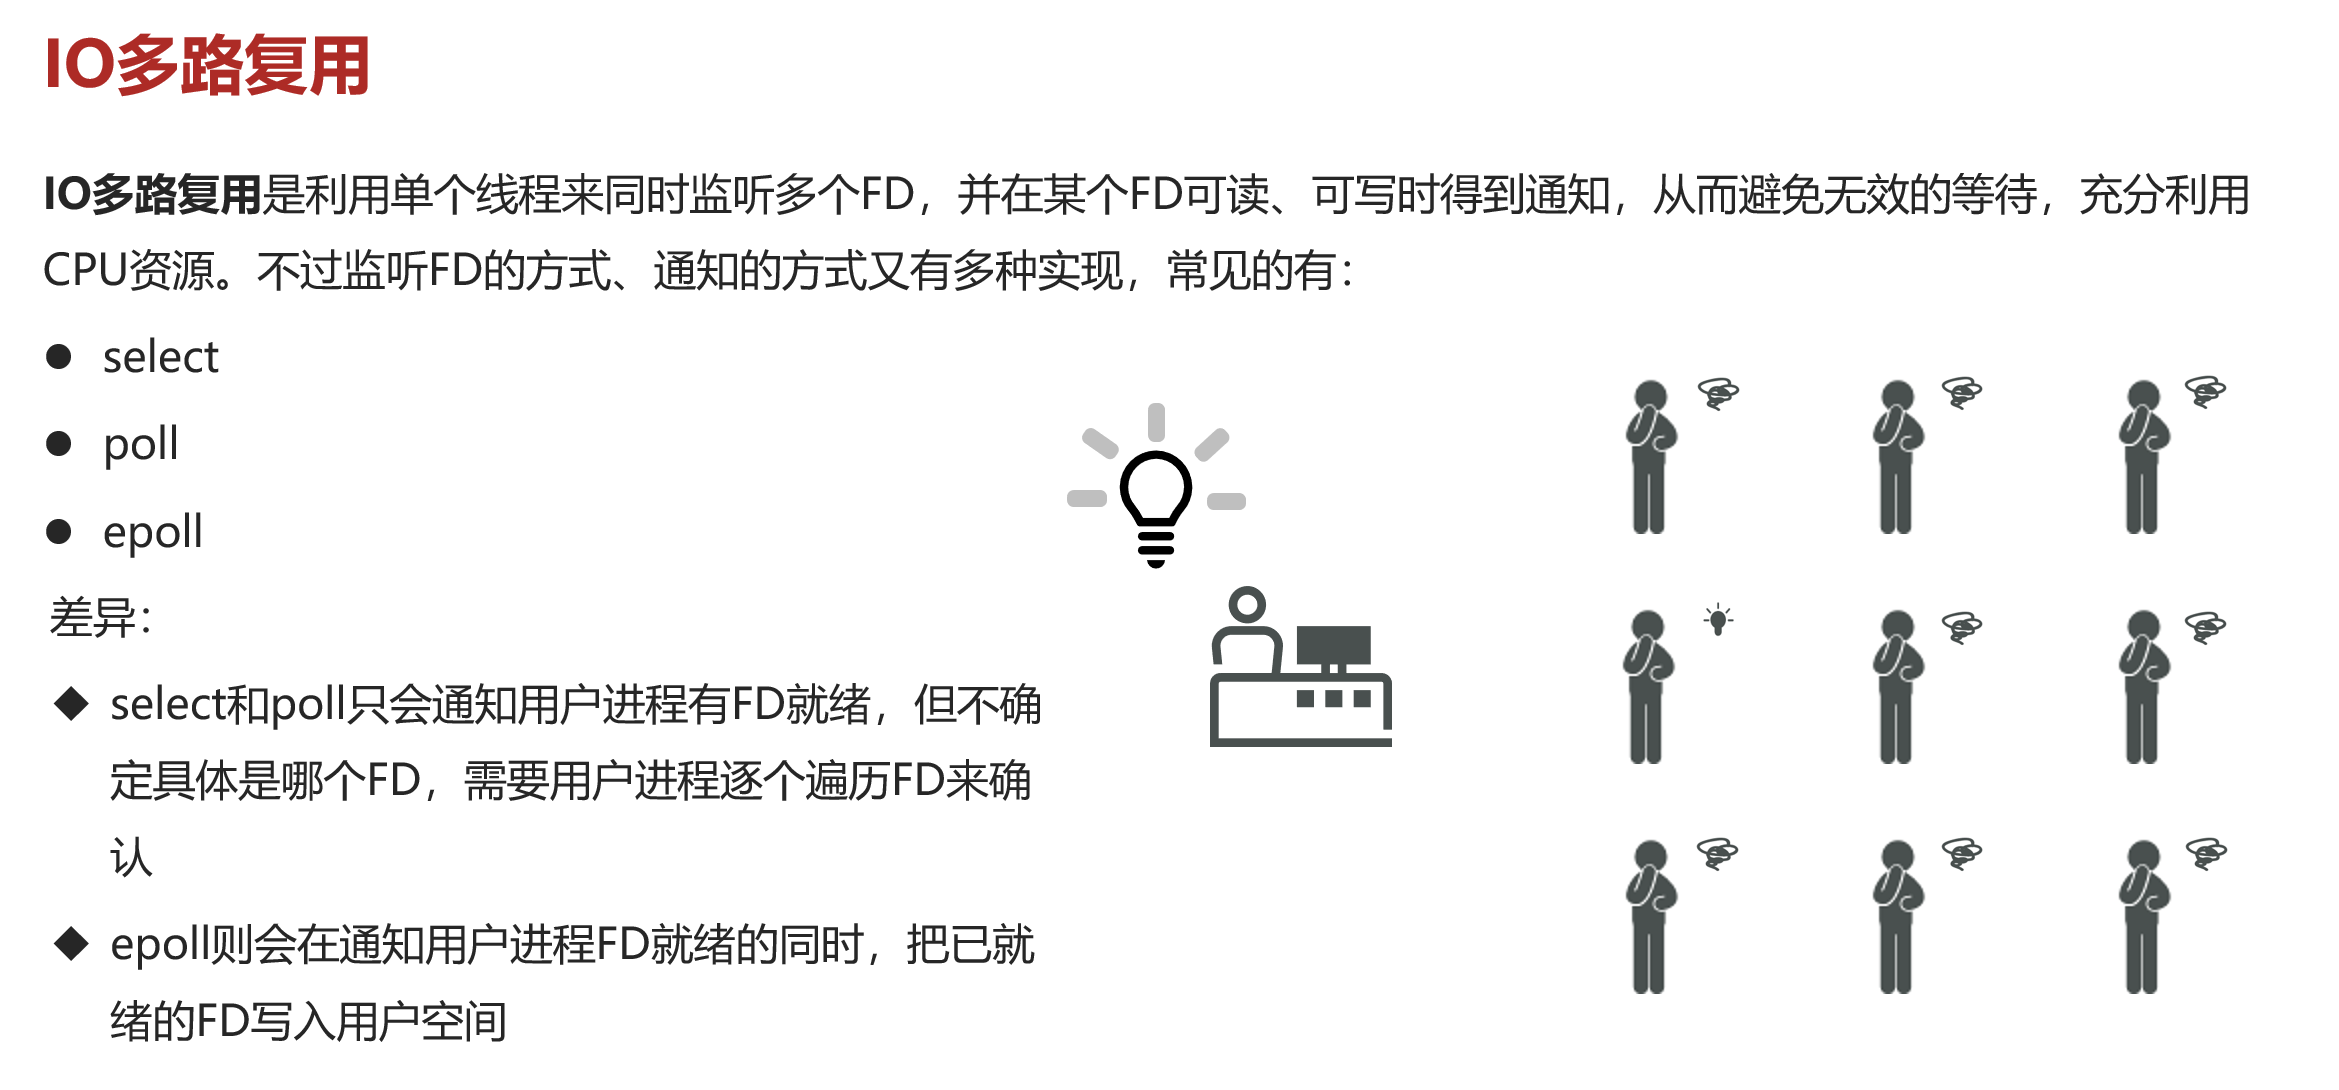 IO多路复用
IO多路复用是利用单个线程来同时监听多个FD，并在某个FD可读、可写时得到通知，从而避免无效的等待，充分利用
CPU资源。不过监听FD的方式、通知的方式又有多种实现，常见的有：
● select
● poll
● epoll
差异：
◆ select和poll只会通知用户进程有FD就绪，但不确
定具体是哪个FD，需要用户进程逐个遍历FD来确
认
◆ epoll则会在通知用户进程FD就绪的同时，把已就
绪的FD写入用户空间